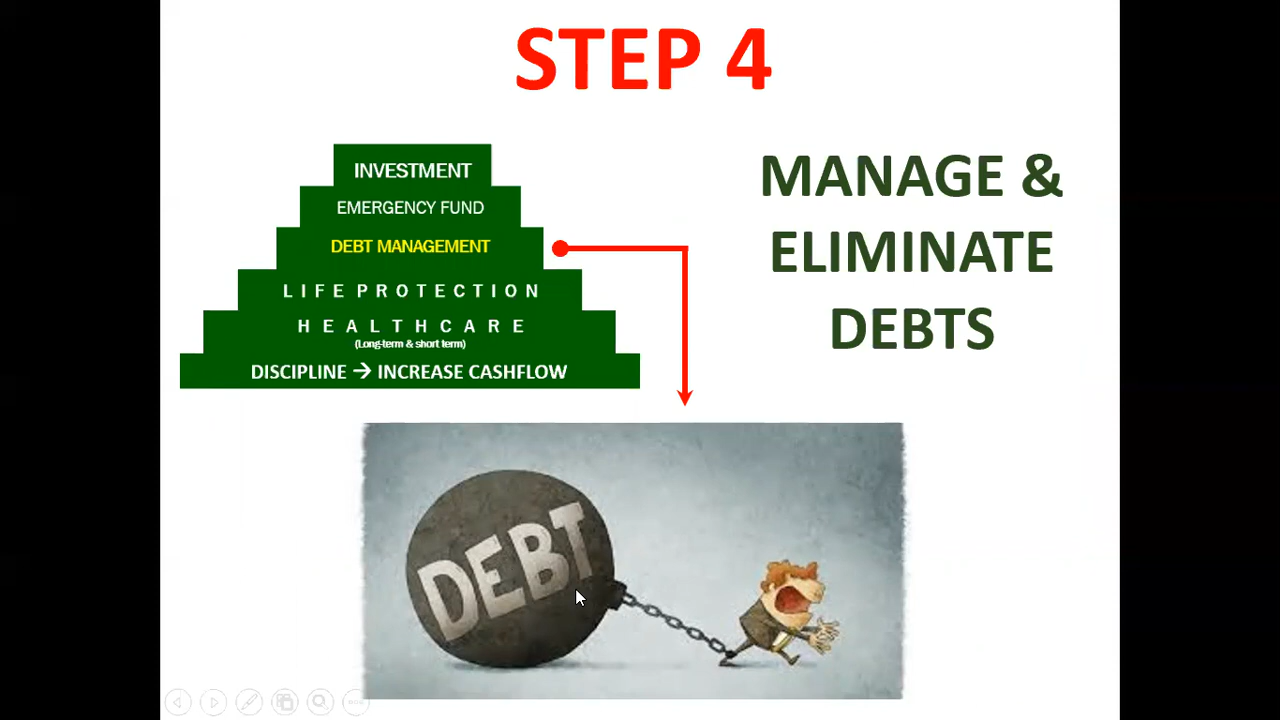 STEP 4
INVESTMENT
EMERGENCY FUND
DEBT MANAGEMENT
LIFE PROTECTION
HEALTHCARE
(Long-term & short term)
DISCIPLINE → INCREASE CASHFLOW
MANAGE &
ELIMINATE
DEBTS
DEBT